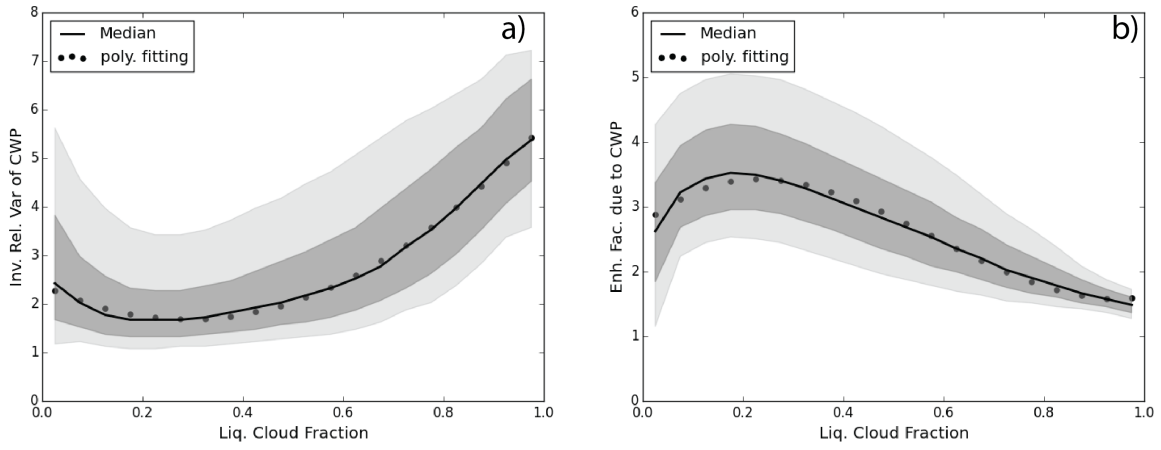 a)
Median
poly. fitting
Inv. Rel. Var of CWP
8
7
6
5
4
3
2
1
0
0.0 0.2 0.4 0.6 0.8 1.0
Liq. Cloud Fraction
b)
Median
poly. fitting
Enh. Fac. due to CWP
6
5
4
3
2
1
0
0.0 0.2 0.4 0.6 0.8 1.0
Liq. Cloud Fraction